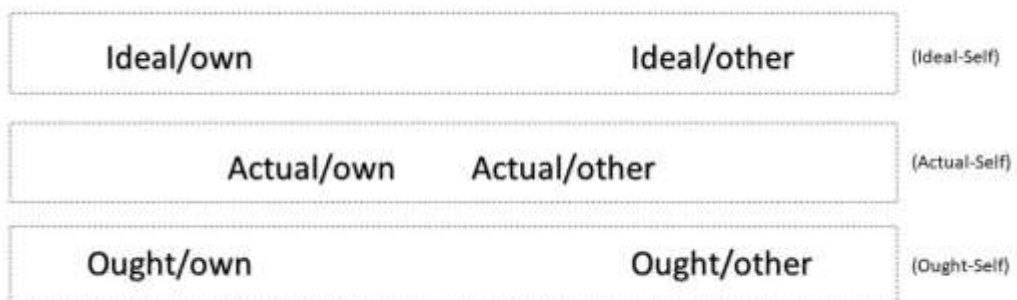 Ideal/own Ideal/other (Ideal-Self)
Actual/own Actual/other (Actual-Self)
Ought/own Ought/other (Ought-Self)